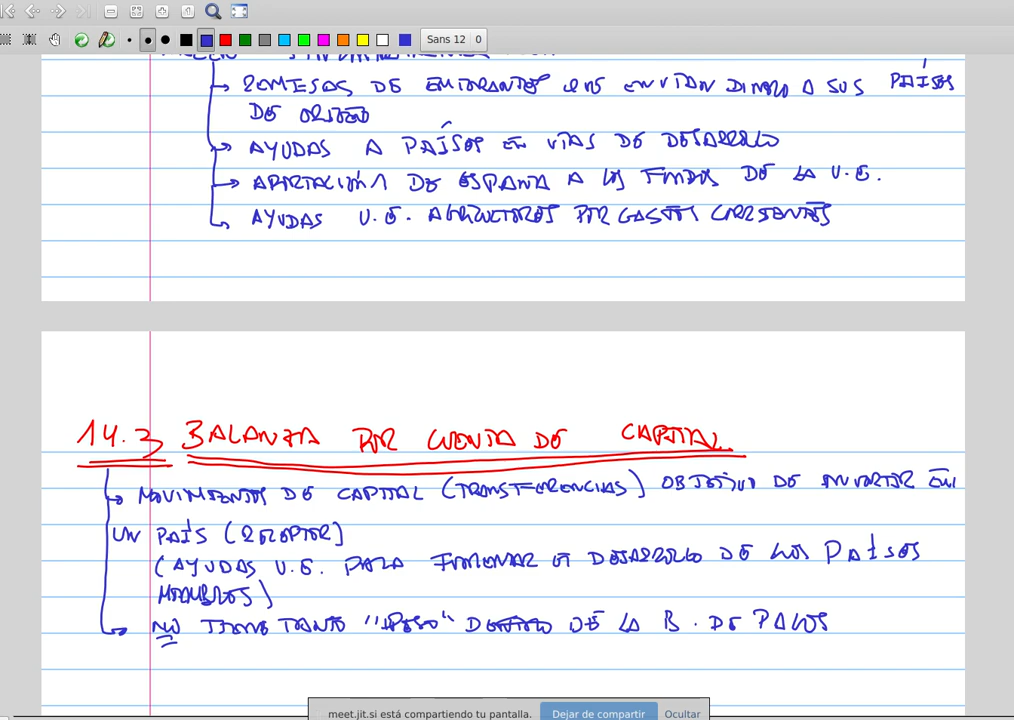 Sans 12 0
REMESAS DE EMIGRANTES QUE ENVIAN DINERO A SUS PAÍSES
DE ORIGEN
AYUDAS A PAÍSES EN VIAS DE DESARROLLO
APORTACIÓN DE ESPAÑA A LOS FONDOS DE LA U.E.
AYUDAS U.E. AGRICULTORES POR GASTOS CORRIENTES
14.3 BALANZA POR CUENTA DE CAPITAL
MOVIMIENTOS DE CAPITAL (TRANSFERENCIAS) OBJETIVO DE INVERTIR EN
UN PAÍS (RECEPTOR)
(AYUDAS U.E. PARA FOMENTAR EL DESARROLLO DE LOS PAÍSES
MIEMBROS)
NO TIENE TANTO "PESO" DENTRO DE LA B. DE PAGOS
meet.jit.si está compartiendo tu pantalla. Dejar de compartir Ocultar